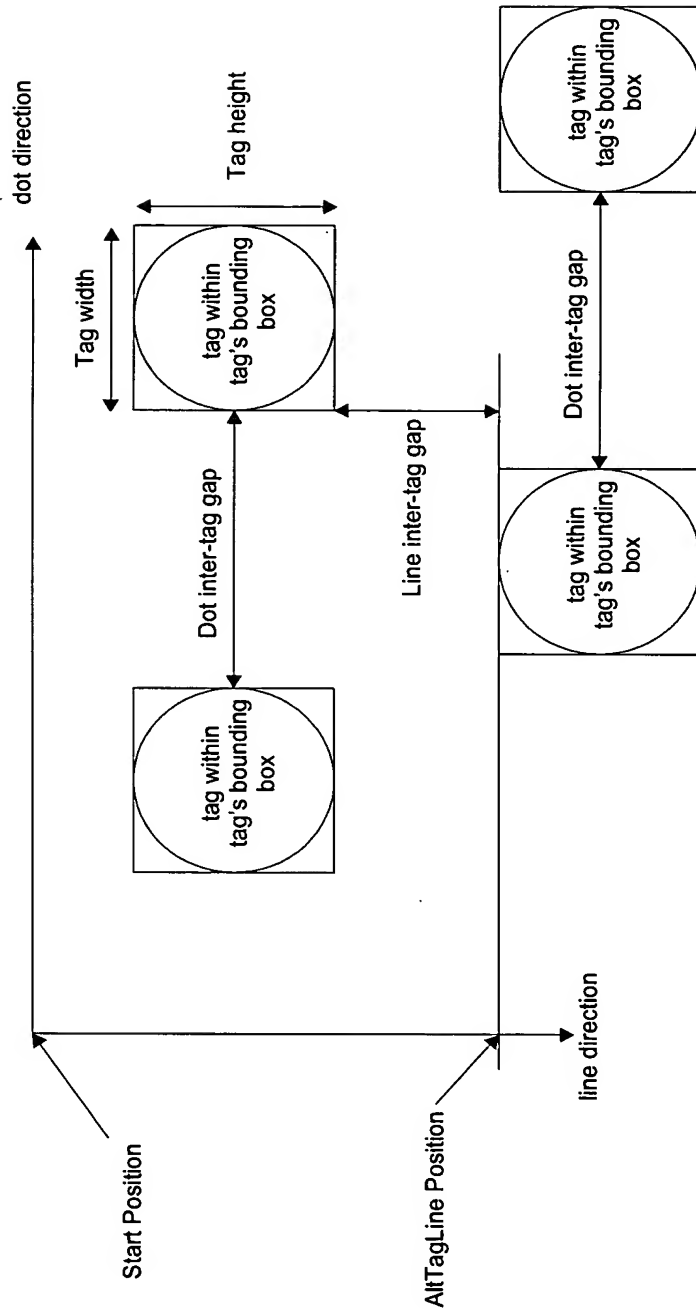 dot direction
Start Position
Tag width
Tag height
tag within
tag's bounding
box
Dot inter-tag gap
tag within
tag's bounding
box
Line inter-tag gap
AltTagLine Position
line direction
tag within
tag's bounding
box
Dot inter-tag gap
tag within
tag's bounding
box